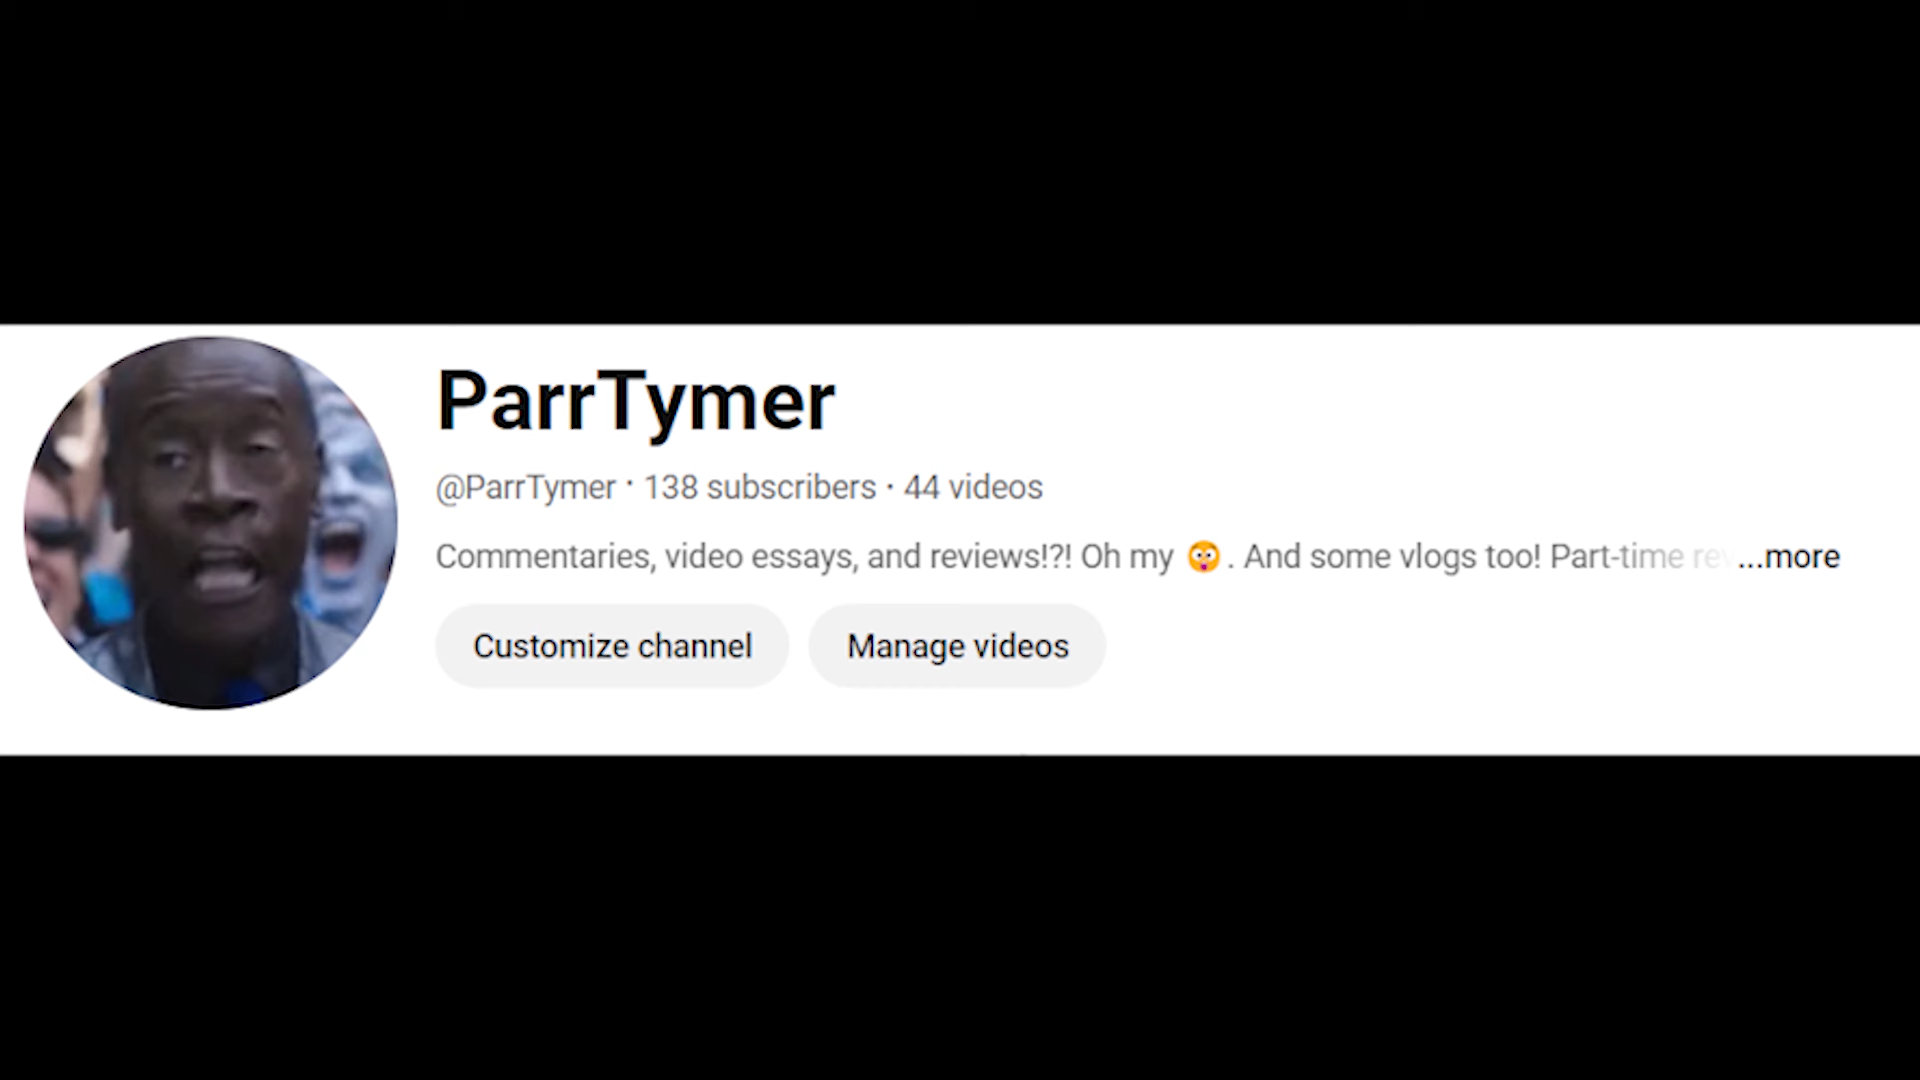 ParrTymer
@ParrTymer · 138 subscribers · 44 videos
Commentaries, video essays, and reviews!?! Oh my 😲. And some vlogs too! Part-time ...more
Customize channel
Manage videos